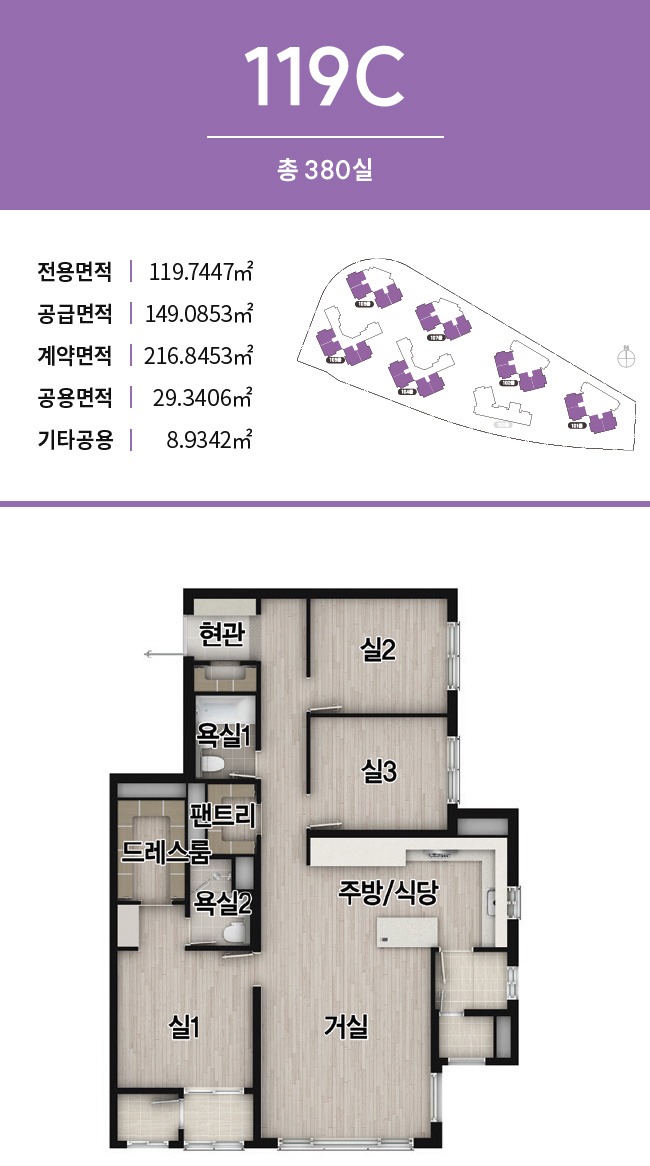 119C
총 380실
전용면적 119.7447㎡
공급면적 149.0853㎡
계약면적 216.8453㎡
공용면적 29.3406㎡
기타공용 8.9342㎡
현관
실2
욕실1
실3
팬트리
드레스룸
욕실2
주방/식당
실1
거실